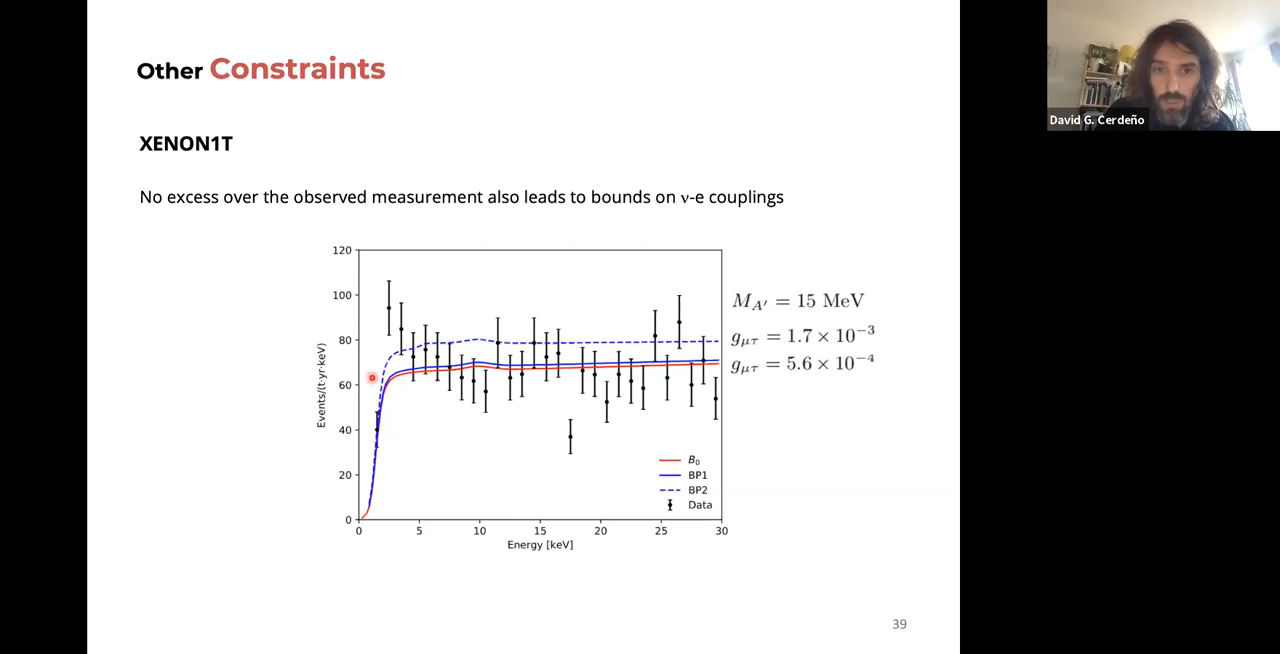 Other Constraints
David G. Cerdeño
XENON1T
No excess over the observed measurement also leads to bounds on ν-e couplings
120
100
80
60
40
20
0
Events/(t·yr·keV)
0 5 10 15 20 25 30
Energy [keV]
B₀
BP1
BP2
Data
M_{A'} = 15 MeV
g_{μτ} = 1.7 × 10⁻³
g_{μτ} = 5.6 × 10⁻⁴
39